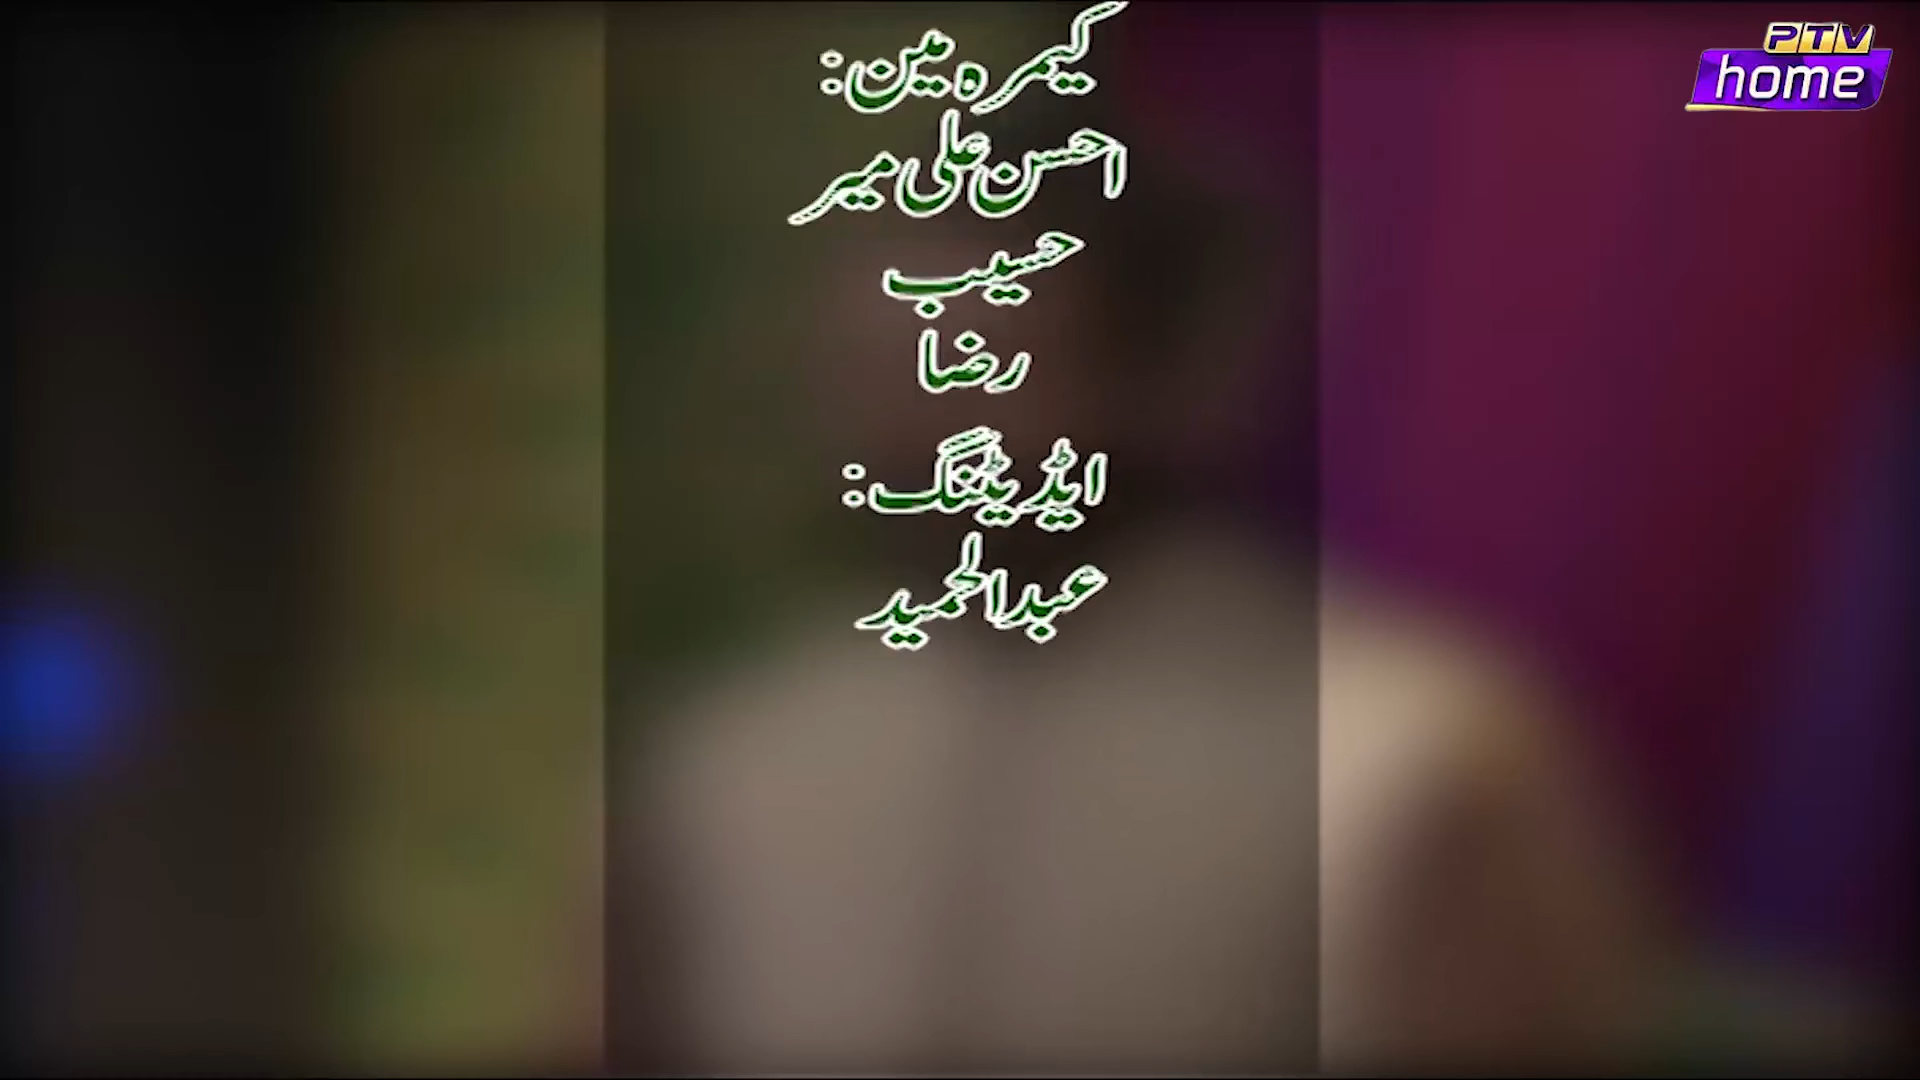 PTV
home
کیمرہ مین:
احسن علی میر
حسیب
رضا
ایڈیٹنگ:
عبدالحمید